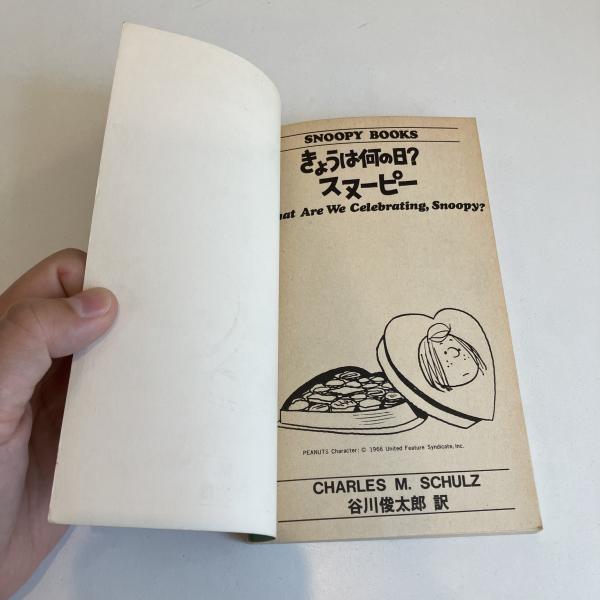 SNOOPY BOOKS
きょうは何の日?
スヌーピー
Are We Celebrating, Snoopy?
PEANUTS Character: © 1966 United Feature Syndicate, Inc.
CHARLES M. SCHULZ
谷川俊太郎 訳